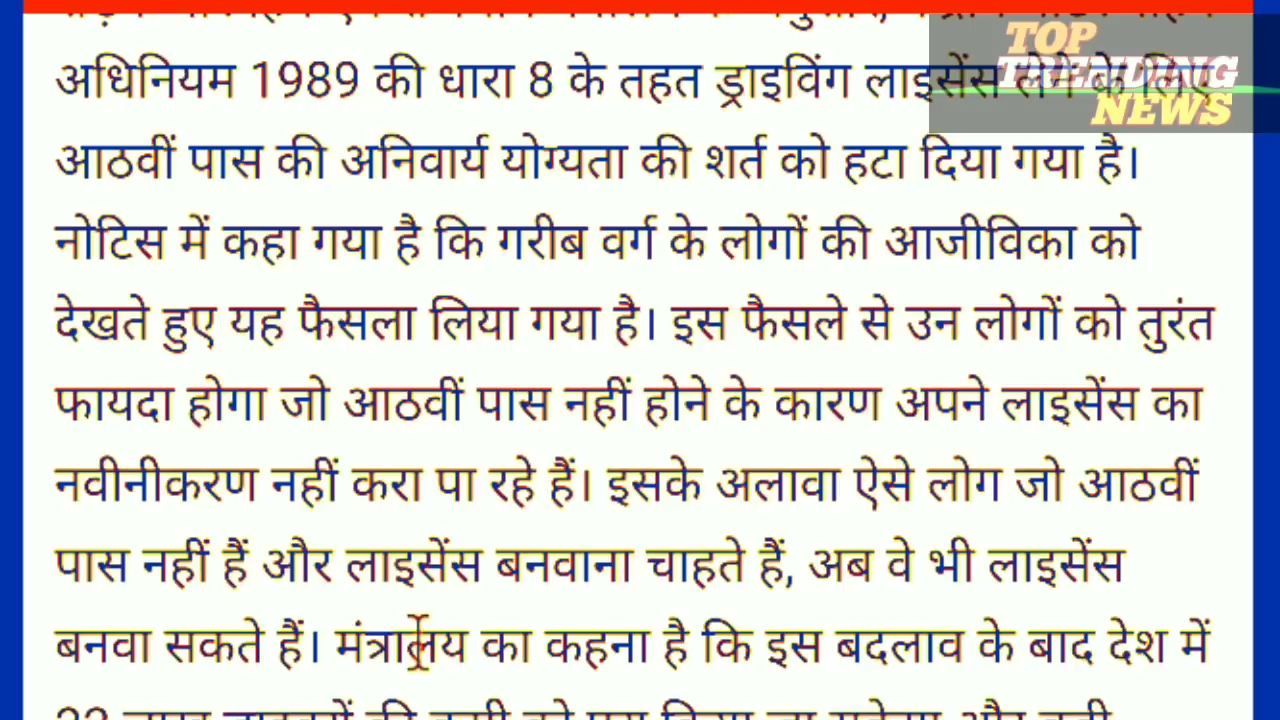 अधिनियम 1989 की धारा 8 के तहत ड्राइविंग लाइसेंस लेने के लिए
TOP
TRENDING
NEWS
आठवीं पास की अनिवार्य योग्यता की शर्त को हटा दिया गया है।
नोटिस में कहा गया है कि गरीब वर्ग के लोगों की आजीविका को
देखते हुए यह फैसला लिया गया है। इस फैसले से उन लोगों को तुरंत
फायदा होगा जो आठवीं पास नहीं होने के कारण अपने लाइसेंस का
नवीनीकरण नहीं करा पा रहे हैं। इसके अलावा ऐसे लोग जो आठवीं
पास नहीं हैं और लाइसेंस बनवाना चाहते हैं, अब वे भी लाइसेंस
बनवा सकते हैं। मंत्रालय का कहना है कि इस बदलाव के बाद देश में